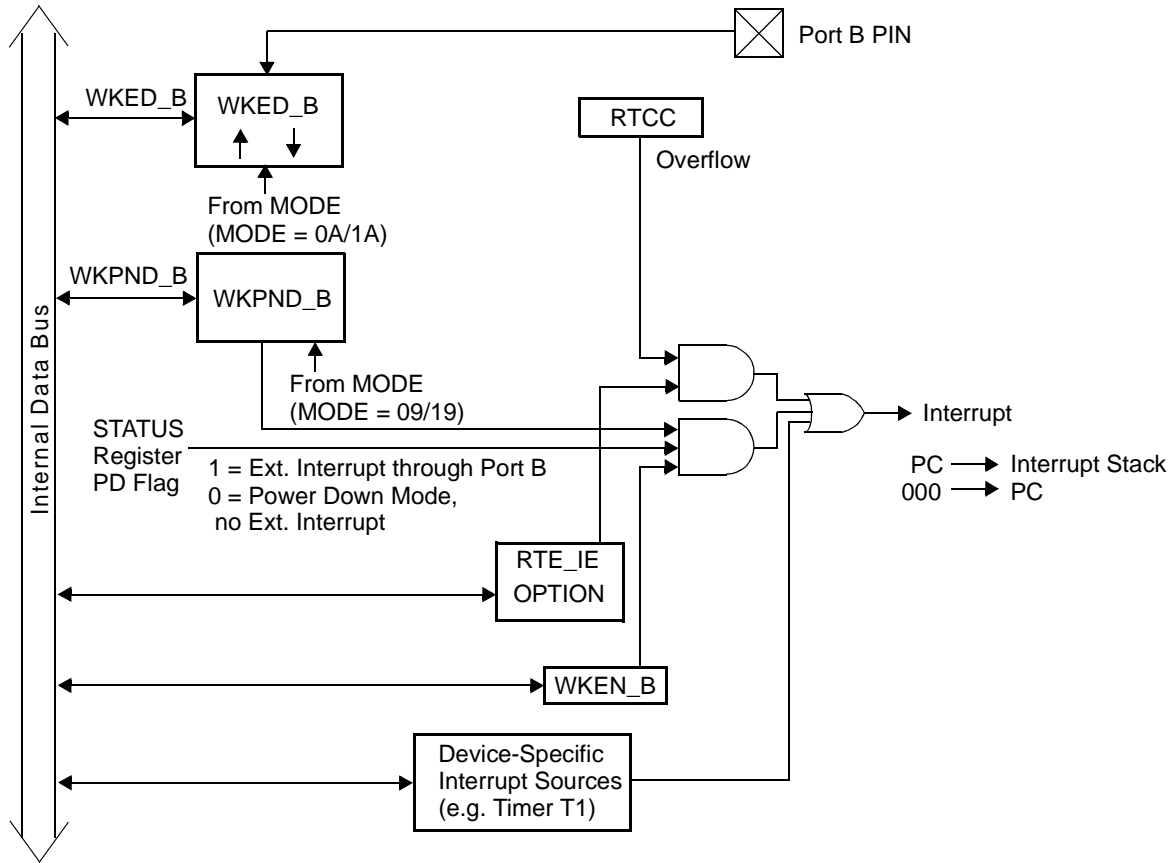 Port B PIN
WKED_B
WKED_B
RTCC
Overflow
From MODE
(MODE = 0A/1A)
WKPND_B
WKPND_B
Internal Data Bus
From MODE
(MODE = 09/19)
Interrupt
STATUS
Register
PD Flag
1 = Ext. Interrupt through Port B
0 = Power Down Mode,
no Ext. Interrupt
PC
Interrupt Stack
000
PC
RTE_IE
OPTION
WKEN_B
Device-Specific
Interrupt Sources
(e.g. Timer T1)